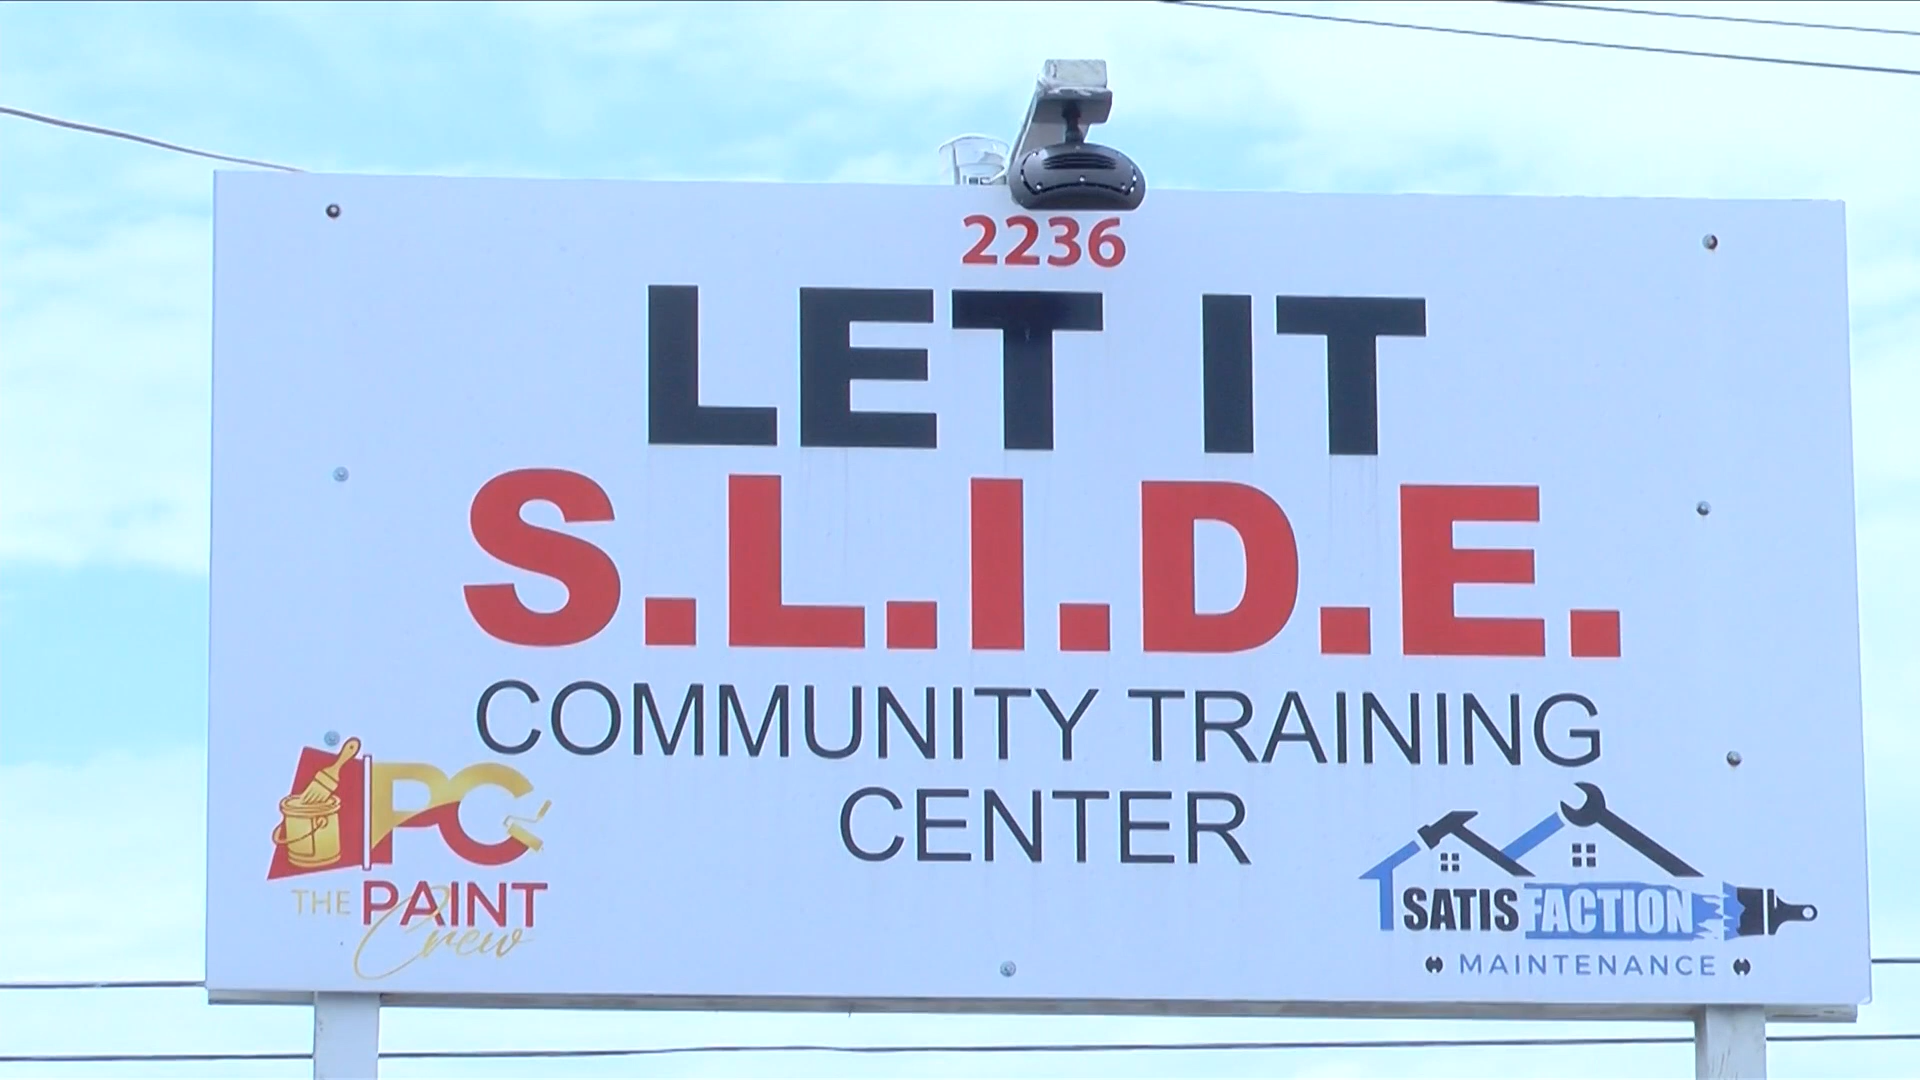 2236
LET IT
S.L.I.D.E.
COMMUNITY TRAINING
CENTER
PC
THE PAINT
Crew
SATISFACTION
MAINTENANCE